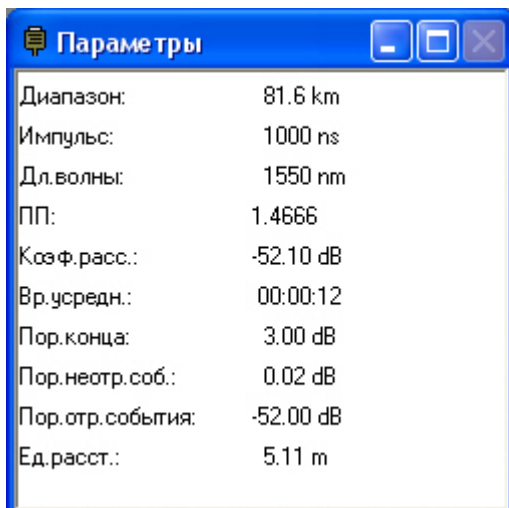 Параметры
Диапазон: 81.6 km
Импульс: 1000 ns
Дл.волны: 1550 nm
ПП: 1.4666
Коэф.расс.: -52.10 dB
Вр.усредн.: 00:00:12
Пор.конца: 3.00 dB
Пор.неотр.соб.: 0.02 dB
Пор.отр.события: -52.00 dB
Ед.расст.: 5.11 m